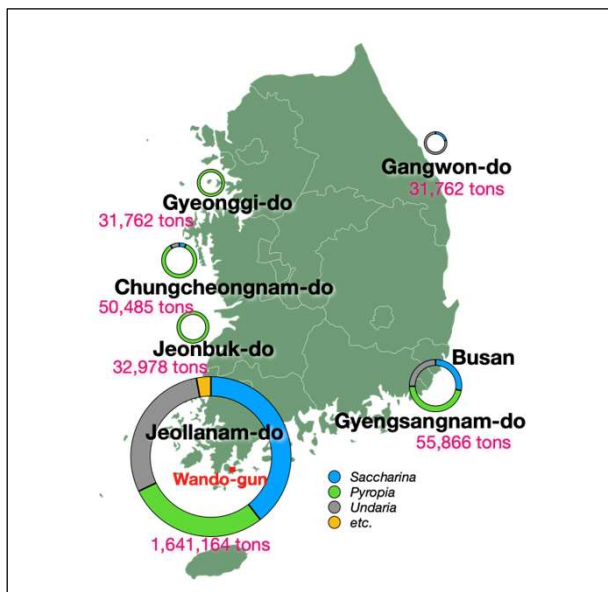 Gangwon-do
31,762 tons
Gyeonggi-do
31,762 tons
Chungcheongnam-do
50,485 tons
Jeonbuk-do
32,978 tons
Busan
Gyengsangnam-do
55,866 tons
Jeollanam-do
Wando-gun
1,641,164 tons
Saccharina
Pyropia
Undaria
etc.